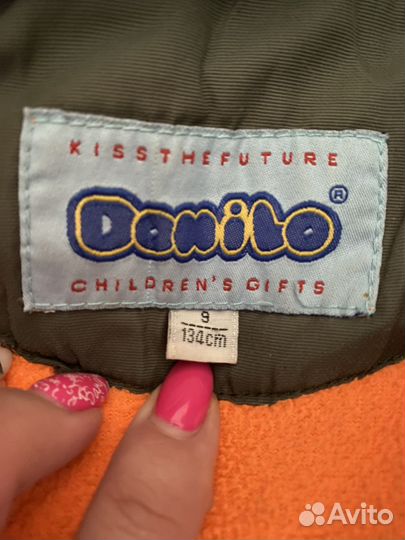 KISSTHEFUTURE
Danilo®
CHILDREN'S GIFTS
9
134cm
Avito